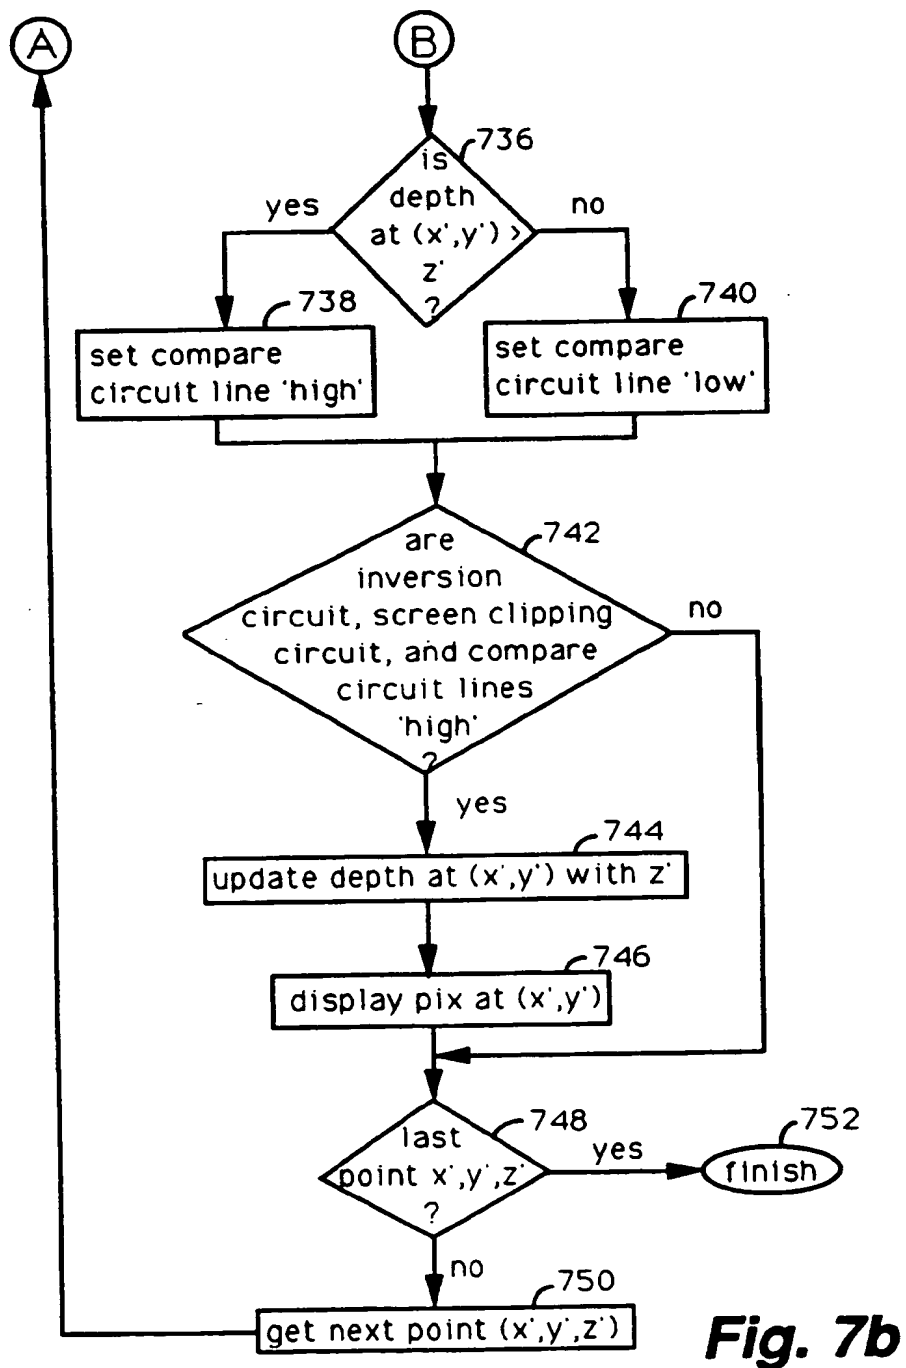 A
B
736
is
depth
at (x',y') >
z'
?
yes
no
738
set compare
circuit line 'high'
740
set compare
circuit line 'low'
742
are
inversion
circuit, screen clipping
circuit, and compare
circuit lines
'high'
?
no
yes
744
update depth at (x',y') with z'
746
display pix at (x',y')
748
last
point x',y',z'
?
yes
752
finish
no
750
get next point (x',y',z')
Fig. 7b